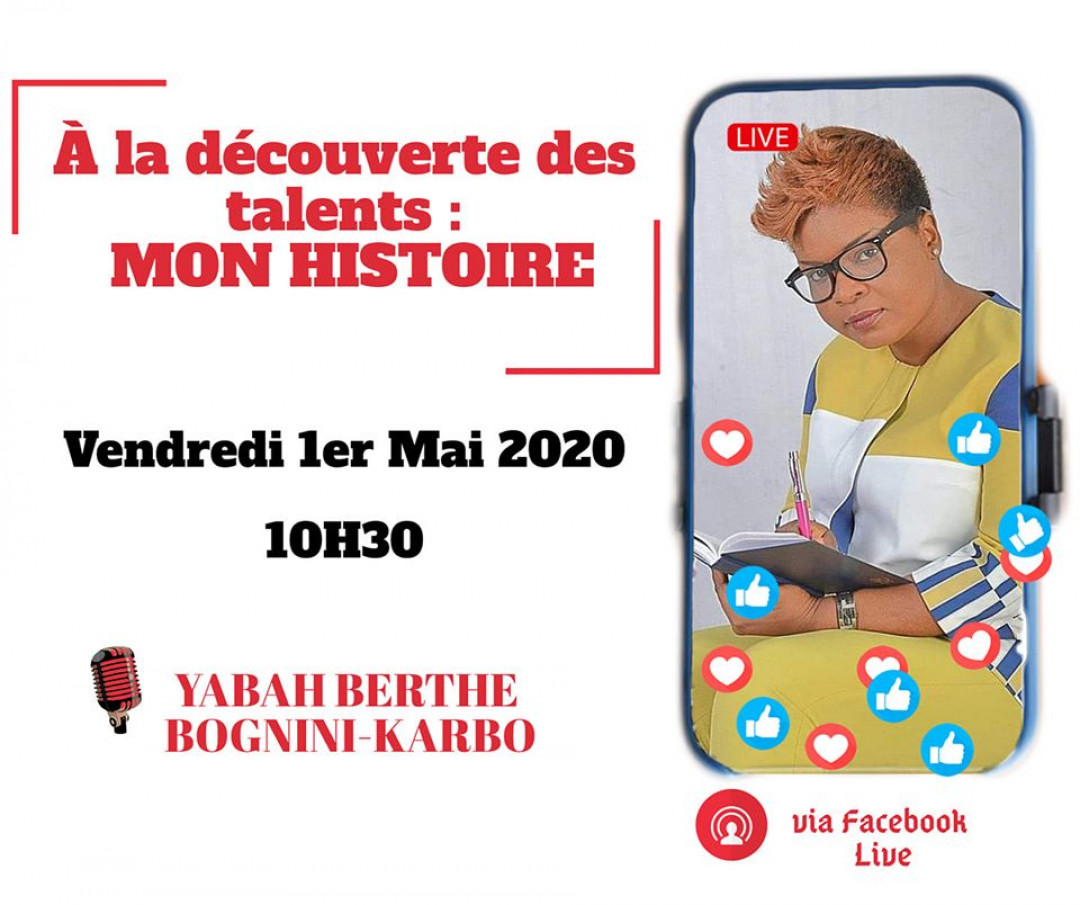 À la découverte des
talents :
MON HISTOIRE
Vendredi 1er Mai 2020
10H30
YABAH BERTHE
BOGNINI-KARBO
LIVE
via Facebook
Live